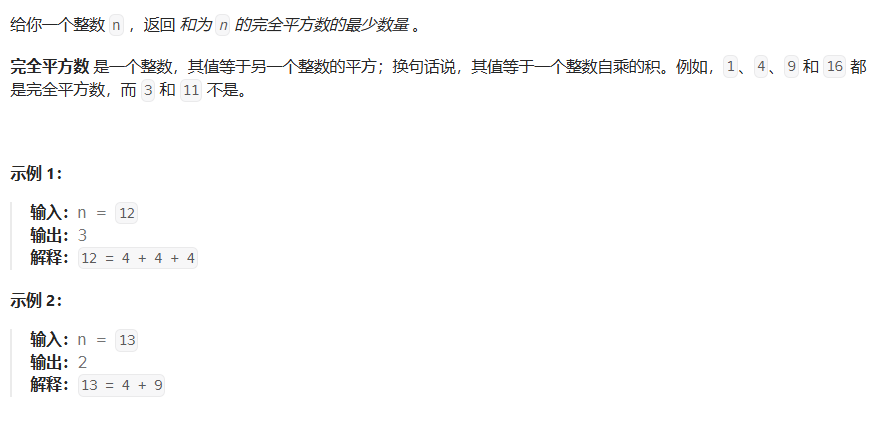 给你一个整数 n ，返回 和为 n 的完全平方数的最少数量 。
完全平方数 是一个整数，其值等于另一个整数的平方；换句话说，其值等于一个整数自乘的积。例如，1、4、9 和 16 都
是完全平方数，而 3 和 11 不是。
示例 1：
输入：n = 12
输出：3
解释：12 = 4 + 4 + 4
示例 2：
输入：n = 13
输出：2
解释：13 = 4 + 9